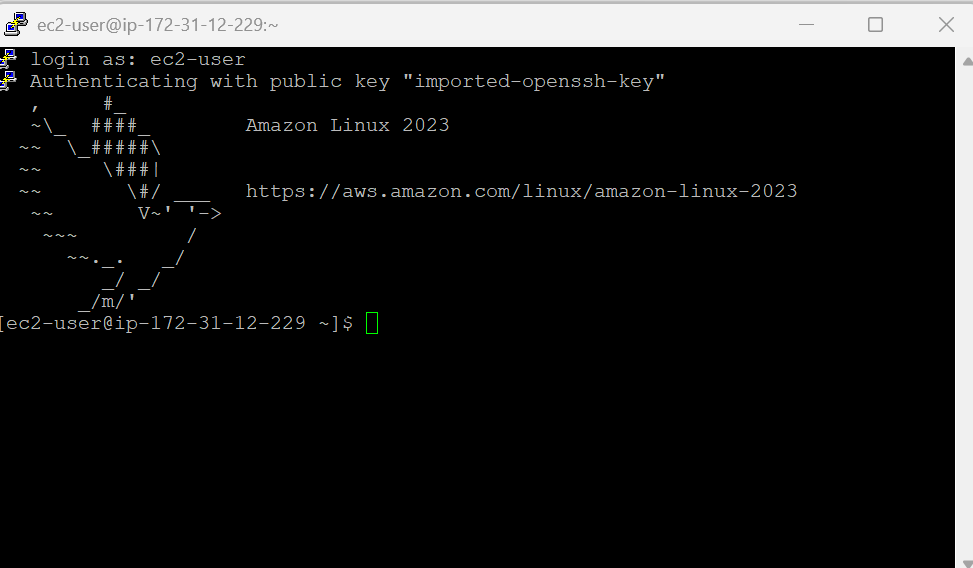 ec2-user@ip-172-31-12-229:~
login as: ec2-user
Authenticating with public key "imported-openssh-key"
   ,     #_
   ~\_  ####_        Amazon Linux 2023
  ~~  \_#####\
  ~~     \###|
  ~~       \#/ ___   https://aws.amazon.com/linux/amazon-linux-2023
   ~~       V~' '->
    ~~~         /
      ~~._.   _/
         _/ _/
       _/m/'
[ec2-user@ip-172-31-12-229 ~]$